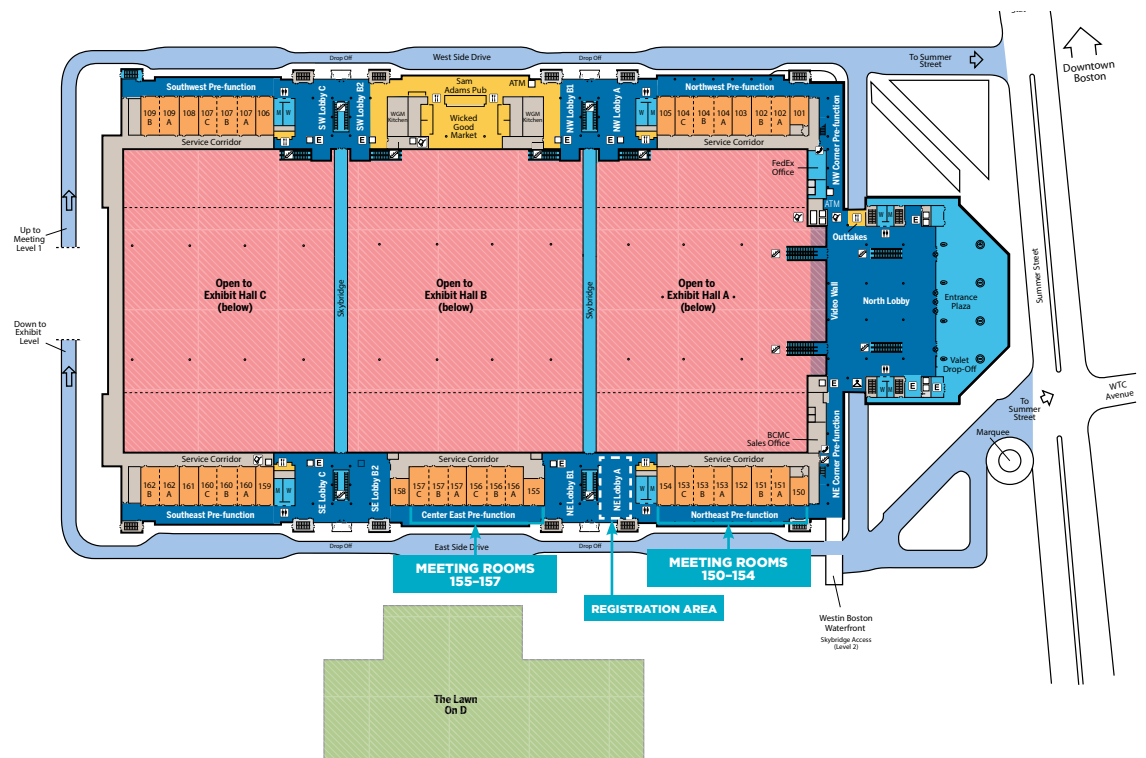 Downtown
Boston
To Summer
Street
Drop Off
West Side Drive
Drop Off
Southwest Pre-function
SW Lobby C
SW Lobby B2
Sam
Adams Pub
ATM
NW Lobby B1
NW Lobby A
Northwest Pre-function
109
B
109
A
108
107
C
107
B
107
A
106
M
W
WGM
Kitchen
Wicked
Good
Market
WGM
Kitchen
M
W
105
104
C
104
B
104
A
103
102
B
102
A
101
E
E
E
E
Service Corridor
Service Corridor
NW Corner Pre-function
FedEx
Office
ATM
Outtakes
W
M
E
Up to
Meeting
Level 1
Down to
Exhibit
Level
Open to
Exhibit Hall C
(below)
Skybridge
Open to
Exhibit Hall B
(below)
Skybridge
Open to
Exhibit Hall A
(below)
Video Wall
North Lobby
Entrance
Plaza
Valet
Drop-Off
Summer Street
WTC
Avenue
To
Summer
Street
Marquee
E
W
M
E
E
BCMC
Sales Office
NE Corner Pre-function
Service Corridor
Service Corridor
Service Corridor
E
E
162
B
162
A
161
160
C
160
B
160
A
159
M
W
SE Lobby C
SE Lobby B2
158
157
C
157
B
157
A
156
C
156
B
156
A
155
NE Lobby B1
NE Lobby A
M
W
154
153
C
153
B
153
A
152
151
B
151
A
150
Southeast Pre-function
Center East Pre-function
Northeast Pre-function
Drop Off
East Side Drive
Drop Off
MEETING ROOMS
155–157
REGISTRATION AREA
MEETING ROOMS
150–154
Westin Boston
Waterfront
Skybridge Access
(Level 2)
The Lawn
On D